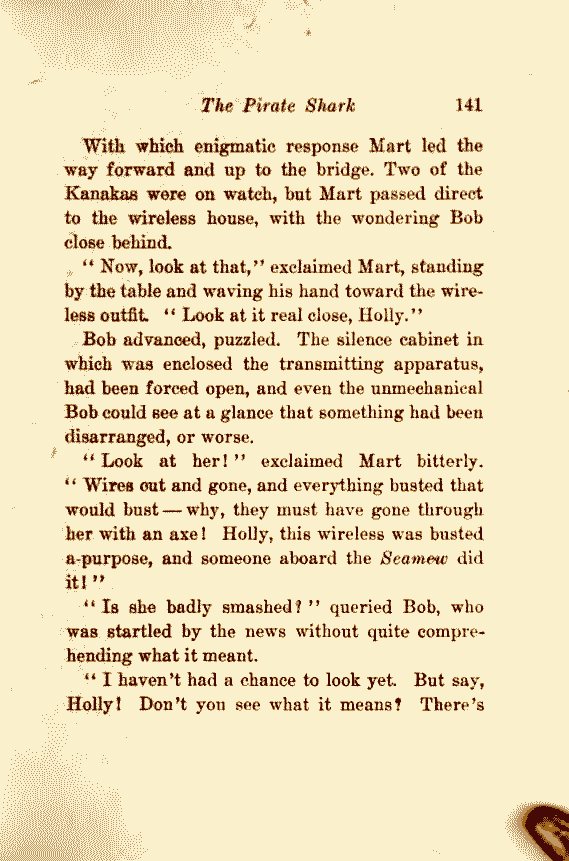 The Pirate Shark 141
With which enigmatic response Mart led the
way forward and up to the bridge. Two of the
Kanakas were on watch, but Mart passed direct
to the wireless house, with the wondering Bob
close behind.
“ Now, look at that,” exclaimed Mart, standing
by the table and waving his hand toward the wire-
less outfit. “ Look at it real close, Holly.”
Bob advanced, puzzled. The silence cabinet in
which was enclosed the transmitting apparatus,
had been forced open, and even the unmechanical
Bob could see at a glance that something had been
disarranged, or worse.
“ Look at her! ” exclaimed Mart bitterly.
“ Wires out and gone, and everything busted that
would bust — why, they must have gone through
her with an axe! Holly, this wireless was busted
a-purpose, and someone aboard the Seamew did
it! ”
“ Is she badly smashed? ” queried Bob, who
was startled by the news without quite compre-
hending what it meant.
“ I haven’t had a chance to look yet. But say,
Holly! Don’t you see what it means? There’s